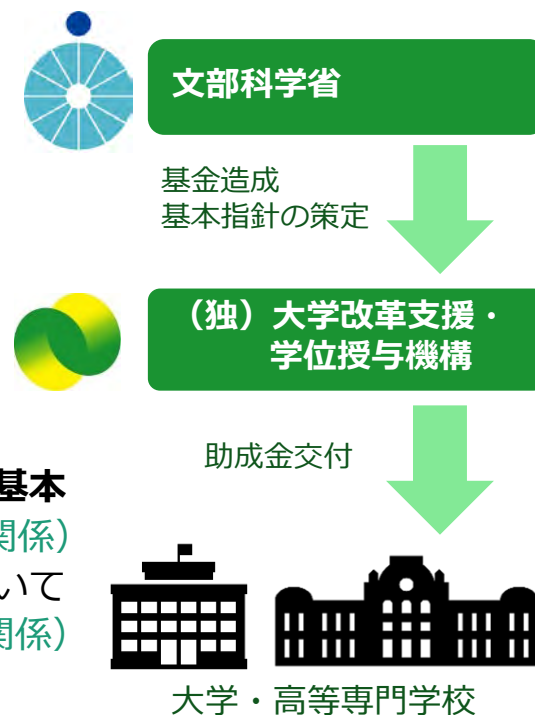 文部科学省
基金造成
基本指針の策定
（独）大学改革支援・
学位授与機構
助成金交付
基本
関係）
いて
関係）
大学・高等専門学校